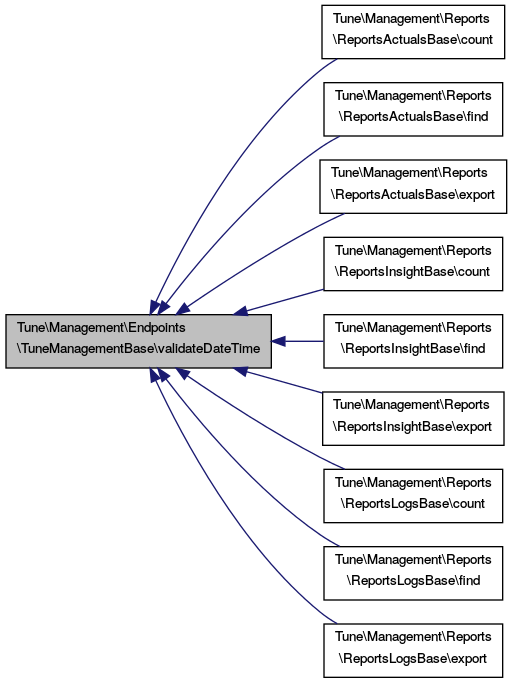 Tune\Management\Reports
\ReportsActualsBase\count
Tune\Management\Reports
\ReportsActualsBase\find
Tune\Management\Reports
\ReportsActualsBase\export
Tune\Management\Reports
\ReportsInsightBase\count
Tune\Management\Endpoints
\TuneManagementBase\validateDateTime
Tune\Management\Reports
\ReportsInsightBase\find
Tune\Management\Reports
\ReportsInsightBase\export
Tune\Management\Reports
\ReportsLogsBase\count
Tune\Management\Reports
\ReportsLogsBase\find
Tune\Management\Reports
\ReportsLogsBase\export